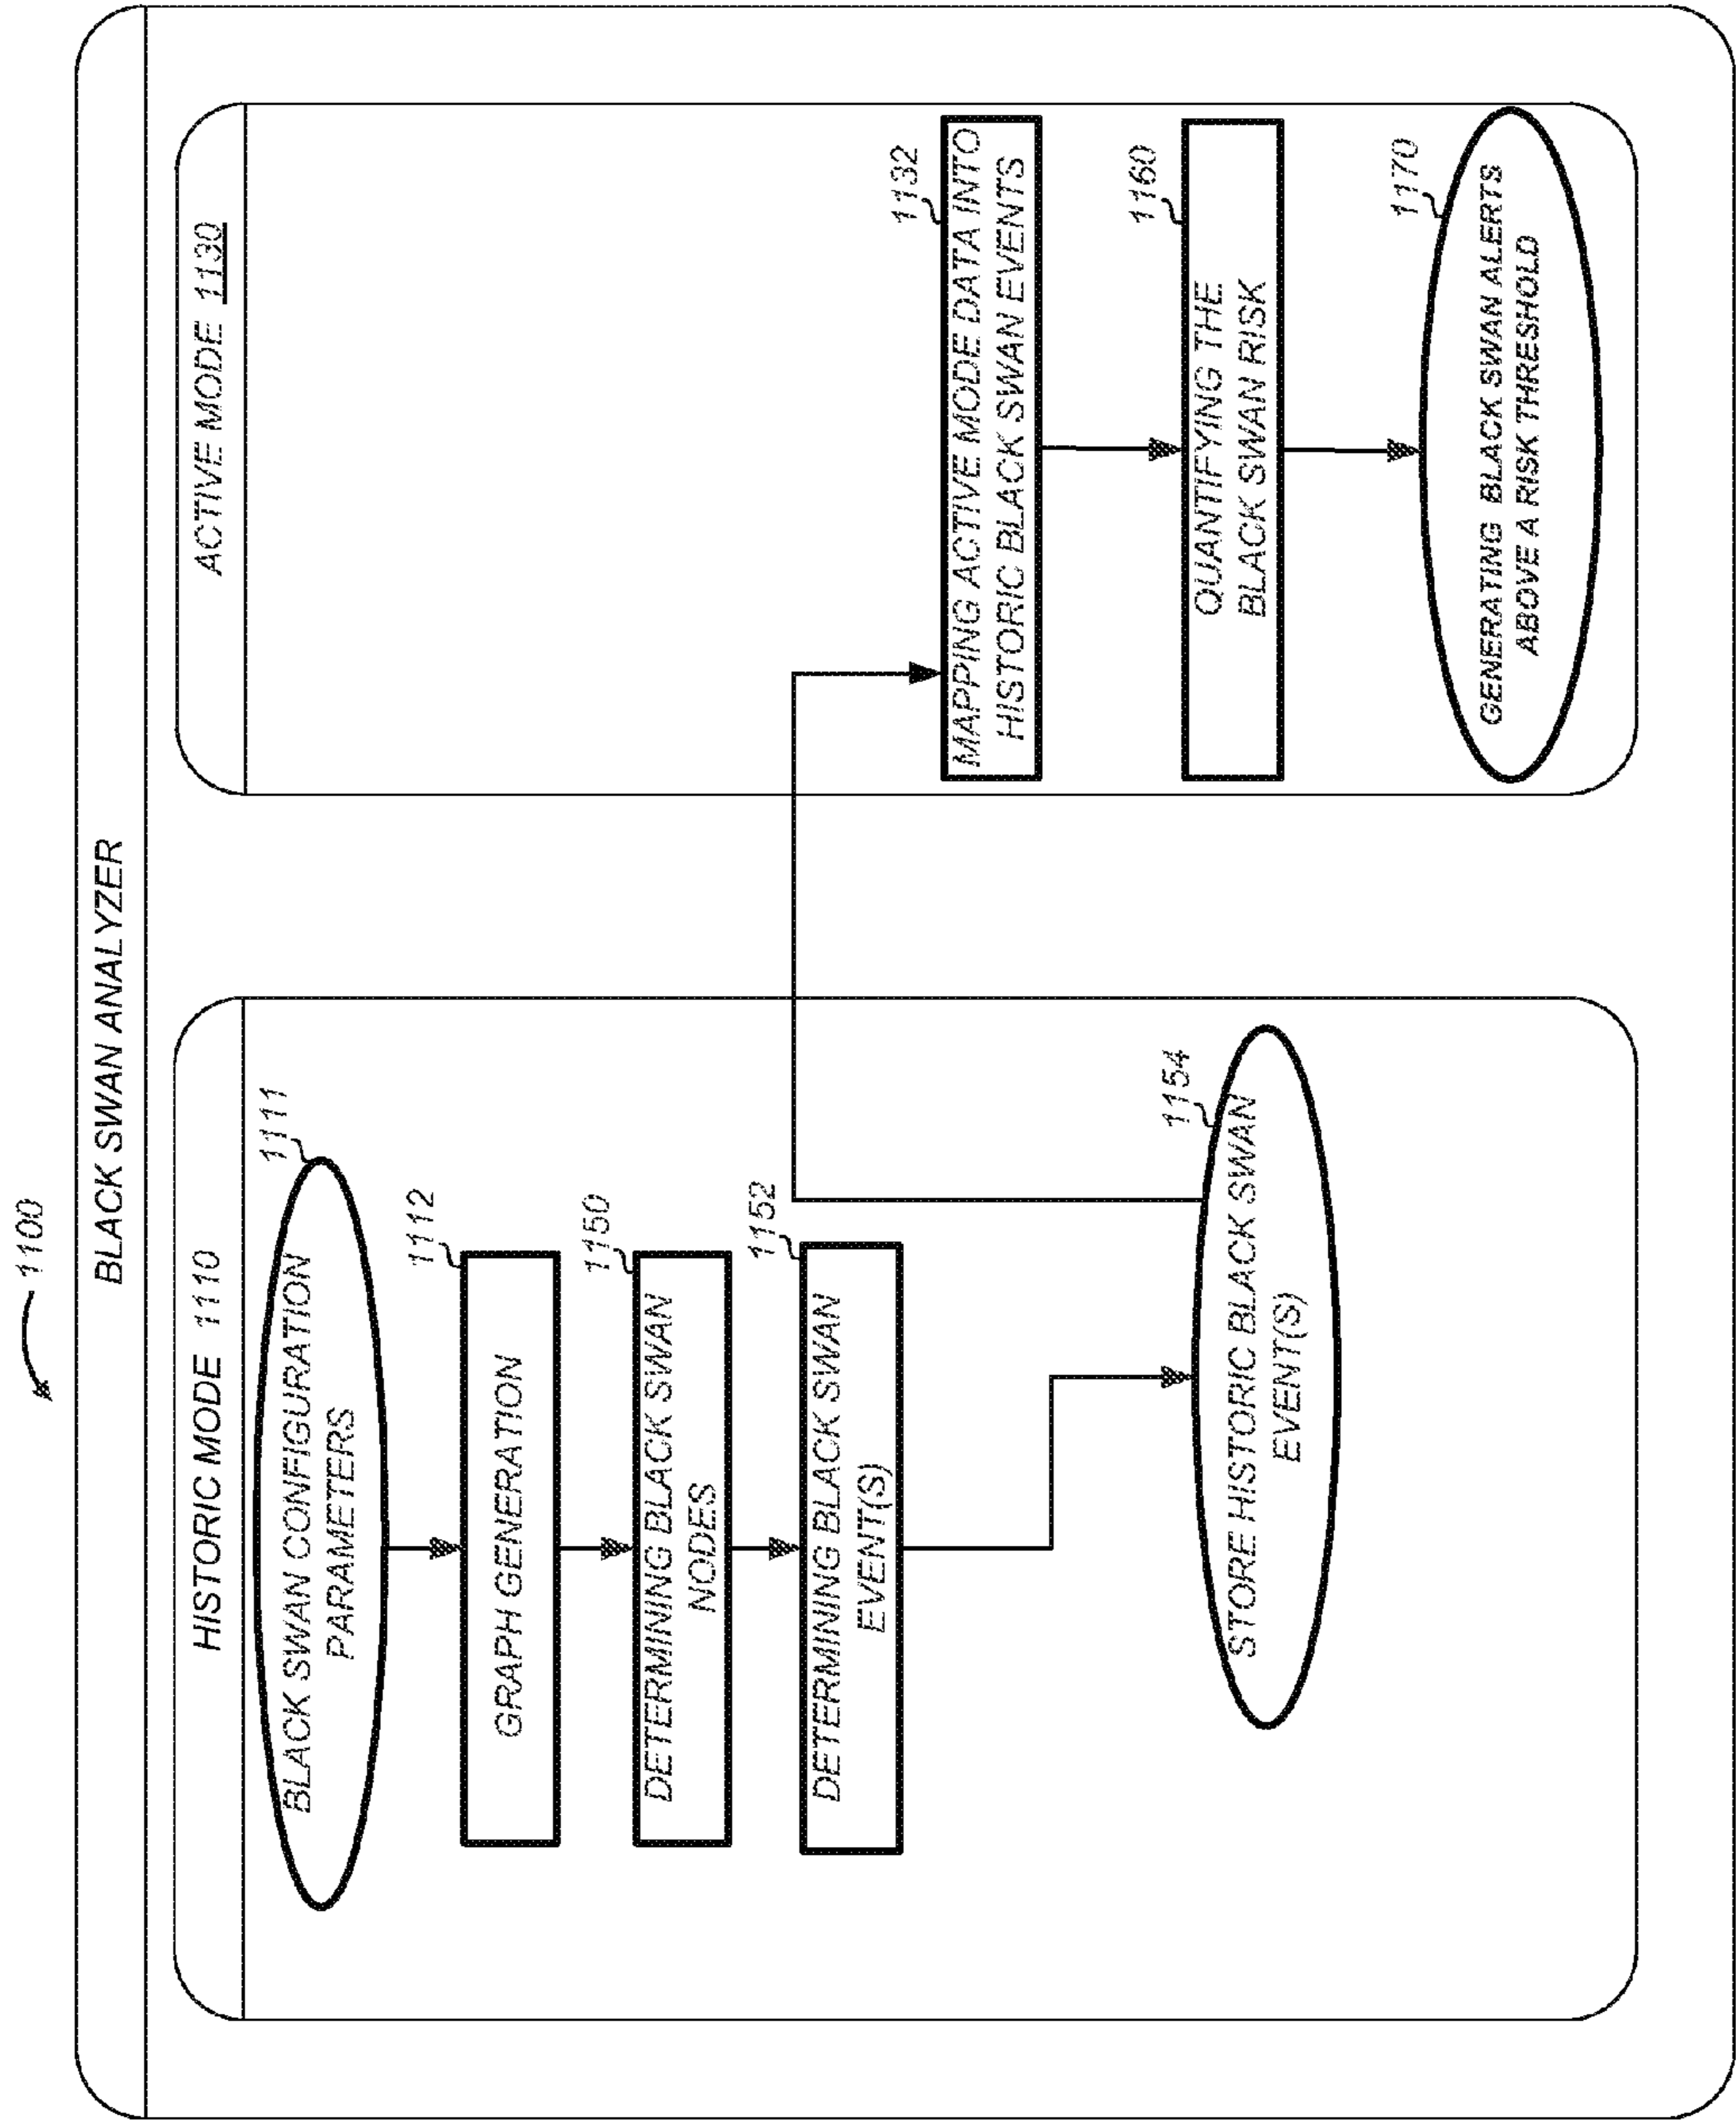 1100
BLACK SWAN ANALYZER
HISTORIC MODE 1110
BLACK SWAN CONFIGURATION
PARAMETERS
1111
GRAPH GENERATION
1112
DETERMINING BLACK SWAN
NODES
1150
DETERMINING BLACK SWAN
EVENT(S)
1152
STORE HISTORIC BLACK SWAN
EVENT(S)
1154
ACTIVE MODE 1130
MAPPING ACTIVE MODE DATA INTO
HISTORIC BLACK SWAN EVENTS
1132
QUANTIFYING THE
BLACK SWAN RISK
1160
GENERATING BLACK SWAN ALERTS
ABOVE A RISK THRESHOLD
1170